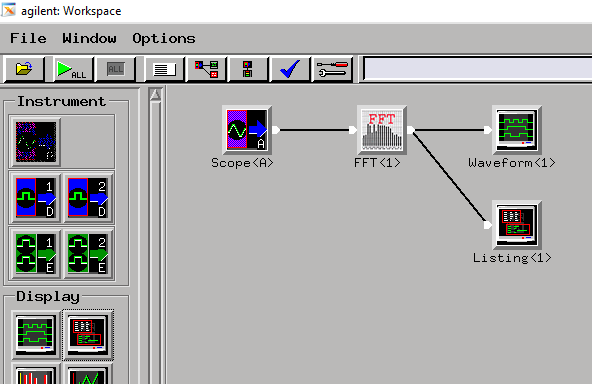 agilent: Workspace
File Window Options
ALL ALL
Instrument
1 D 2 D
1 E 2 E
Display
A
Scope<A>
FFT
FFT<1>
Waveform<1>
Listing<1>